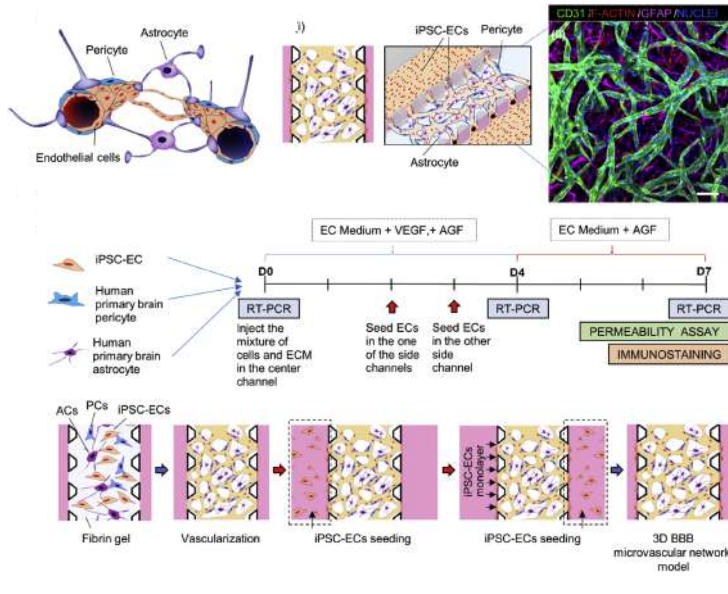 Astrocyte
Pericyte
Endothelial cells
i)
iPSC-ECs
Pericyte
Astrocyte
CD31/F-ACTIN/GFAP/NUCLEI
EC Medium + VEGF,+ AGF
EC Medium + AGF
iPSC-EC
Human
primary brain
pericyte
Human
primary brain
astrocyte
D0
D4
D7
RT-PCR
RT-PCR
RT-PCR
Inject the
mixture of
cells and ECM
in the center
channel
Seed ECs
in the one
of the side
channels
Seed ECs
in the other
side
channel
PERMEABILITY ASSAY
IMMUNOSTAINING
ACs
PCs
iPSC-ECs
iPSC-ECs
monolayer
Fibrin gel
Vascularization
iPSC-ECs seeding
iPSC-ECs seeding
3D BBB
microvascular network
model